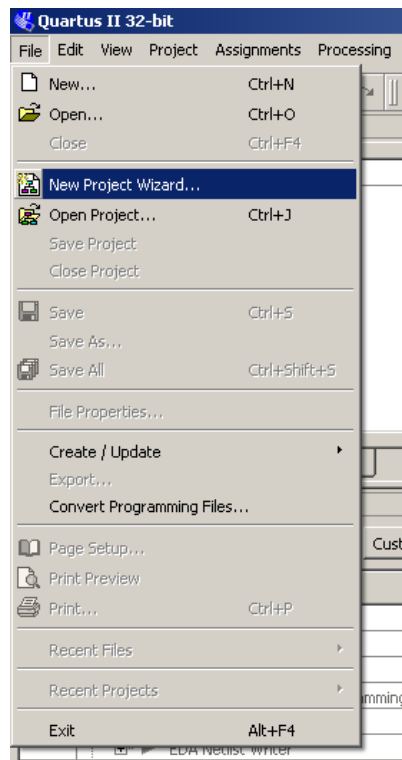 Quartus II 32-bit
File Edit View Project Assignments Processing
New... Ctrl+N
Open... Ctrl+O
Close Ctrl+F4
New Project Wizard...
Open Project... Ctrl+J
Save Project
Close Project
Save Ctrl+S
Save As...
Save All Ctrl+Shift+S
File Properties...
Create / Update
Export...
Convert Programming Files...
Page Setup...
Cust
Print Preview
Print... Ctrl+P
Recent Files
Recent Projects
mming
Exit Alt+F4
EDA Netlist Writer